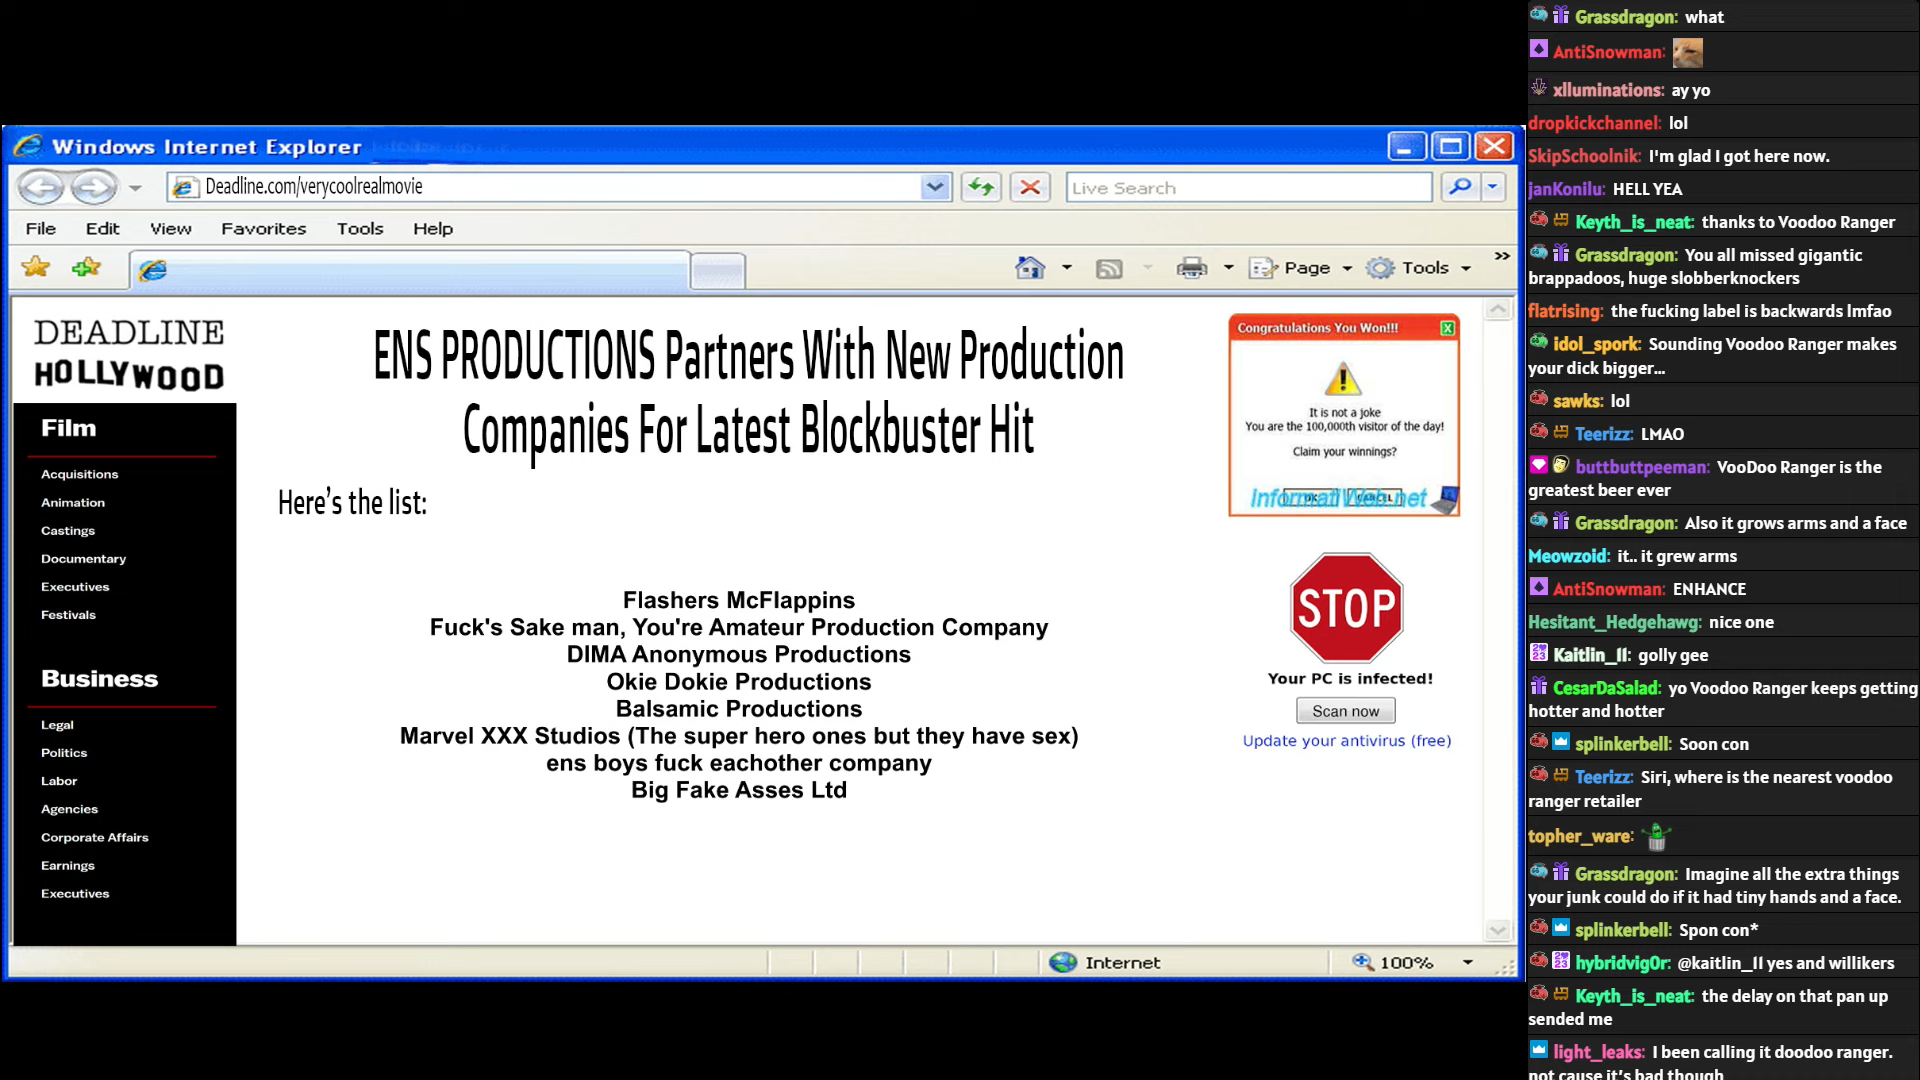 Windows Internet Explorer
Deadline.com/verycoolrealmovie
Live Search
File Edit View Favorites Tools Help
Page Tools
DEADLINE
HOLLYWOOD
Film
Acquisitions
Animation
Castings
Documentary
Executives
Festivals
Business
Legal
Politics
Labor
Agencies
Corporate Affairs
Earnings
Executives
ENS PRODUCTIONS Partners With New Production
Companies For Latest Blockbuster Hit
Here's the list:
Flashers McFlappins
Fuck's Sake man, You're Amateur Production Company
DIMA Anonymous Productions
Okie Dokie Productions
Balsamic Productions
Marvel XXX Studios (The super hero ones but they have sex)
ens boys fuck eachother company
Big Fake Asses Ltd
Congratulations You Won!!!
It is not a joke
You are the 100,000th visitor of the day!
Claim your winnings?
InformatiWeb.net
STOP
Your PC is infected!
Scan now
Update your antivirus (free)
Internet
100%
Grassdragon: what
AntiSnowman:
xlluminations: ay yo
dropkickchannel: lol
SkipSchoolnik: I'm glad I got here now.
janKonilu: HELL YEA
Keyth_is_neat: thanks to Voodoo Ranger
Grassdragon: You all missed gigantic
brappadoos, huge slobberknockers
flatrising: the fucking label is backwards lmfao
idol_spork: Sounding Voodoo Ranger makes
your dick bigger...
sawks: lol
Teerizz: LMAO
buttbuttpeeman: VooDoo Ranger is the
greatest beer ever
Grassdragon: Also it grows arms and a face
Meowzoid: it.. it grew arms
AntiSnowman: ENHANCE
Hesitant_Hedgehawg: nice one
Kaitlin_11: golly gee
CesarDaSalad: yo Voodoo Ranger keeps getting
hotter and hotter
splinkerbell: Soon con
Teerizz: Siri, where is the nearest voodoo
ranger retailer
topher_ware:
Grassdragon: Imagine all the extra things
your junk could do if it had tiny hands and a face.
splinkerbell: Spon con*
hybridvig0r: @kaitlin_11 yes and willikers
Keyth_is_neat: the delay on that pan up
sended me
light_leaks: I been calling it doodoo ranger.
not cause it's bad though